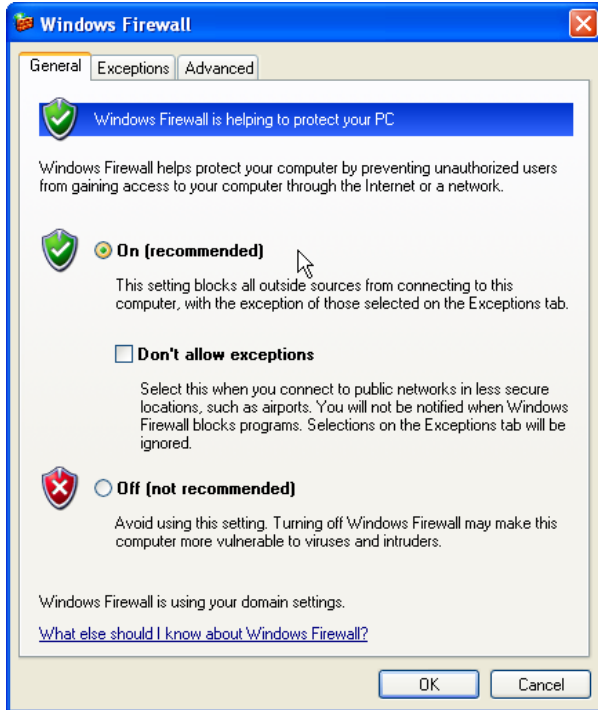 Windows Firewall
General
Exceptions
Advanced
Windows Firewall is helping to protect your PC
Windows Firewall helps protect your computer by preventing unauthorized users
from gaining access to your computer through the Internet or a network.
On (recommended)
This setting blocks all outside sources from connecting to this
computer, with the exception of those selected on the Exceptions tab.
Don't allow exceptions
Select this when you connect to public networks in less secure
locations, such as airports. You will not be notified when Windows
Firewall blocks programs. Selections on the Exceptions tab will be
ignored.
Off (not recommended)
Avoid using this setting. Turning off Windows Firewall may make this
computer more vulnerable to viruses and intruders.
Windows Firewall is using your domain settings.
What else should I know about Windows Firewall?
OK
Cancel